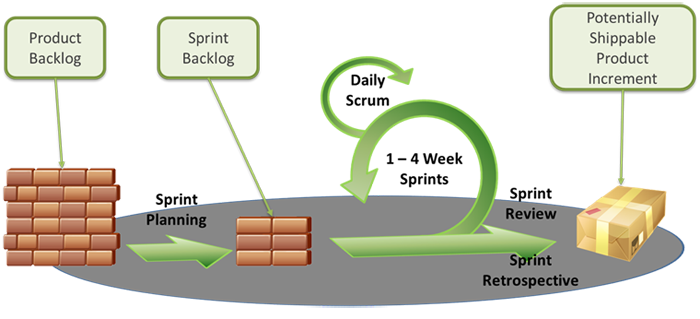 Product
Backlog
Sprint
Backlog
Potentially
Shippable
Product
Increment
Daily
Scrum
1 – 4 Week
Sprints
Sprint
Planning
Sprint
Review
Sprint
Retrospective